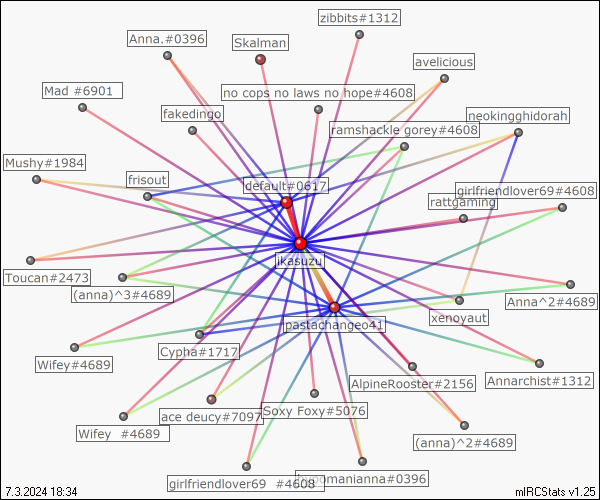 zibbits#1312
Anna.#0396
Skalman
avelicious
Mad #6901
no cops no laws no hope#4608
fakedingo
neokingghidorah
ramshackle gorey#4608
Mushy#1984
frisout
default#0617
girlfriendlover69#4608
rattgaming
ikasuzu
Toucan#2473
(anna)^3#4689
Anna^2#4689
xenoyaut
pastachangeo41
Cypha#1717
Wifey#4689
Annarchist#1312
AlpineRooster#2156
ace deucy#7097
Soxy Foxy#5076
Wifey #4689
(anna)^2#4689
girlfriendlover69 #4608
omanianna#0396
7.3.2024 18:34
mIRCStats v1.25